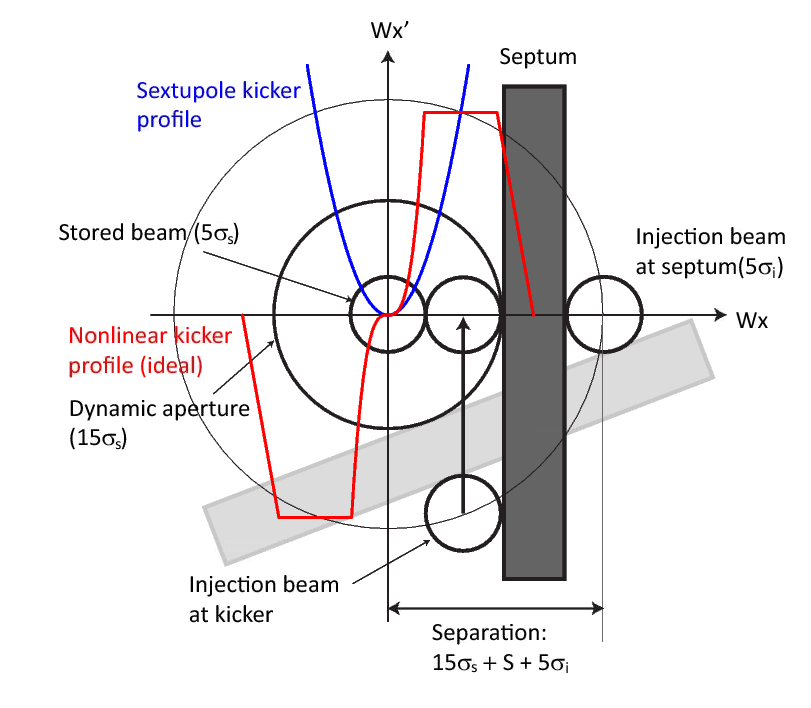 Wx’
Septum
Sextupole kicker
profile
Stored beam (5σs)
Injection beam
at septum(5σi)
Wx
Nonlinear kicker
profile (ideal)
Dynamic aperture
(15σs)
Injection beam
at kicker
Separation:
15σs + S + 5σi